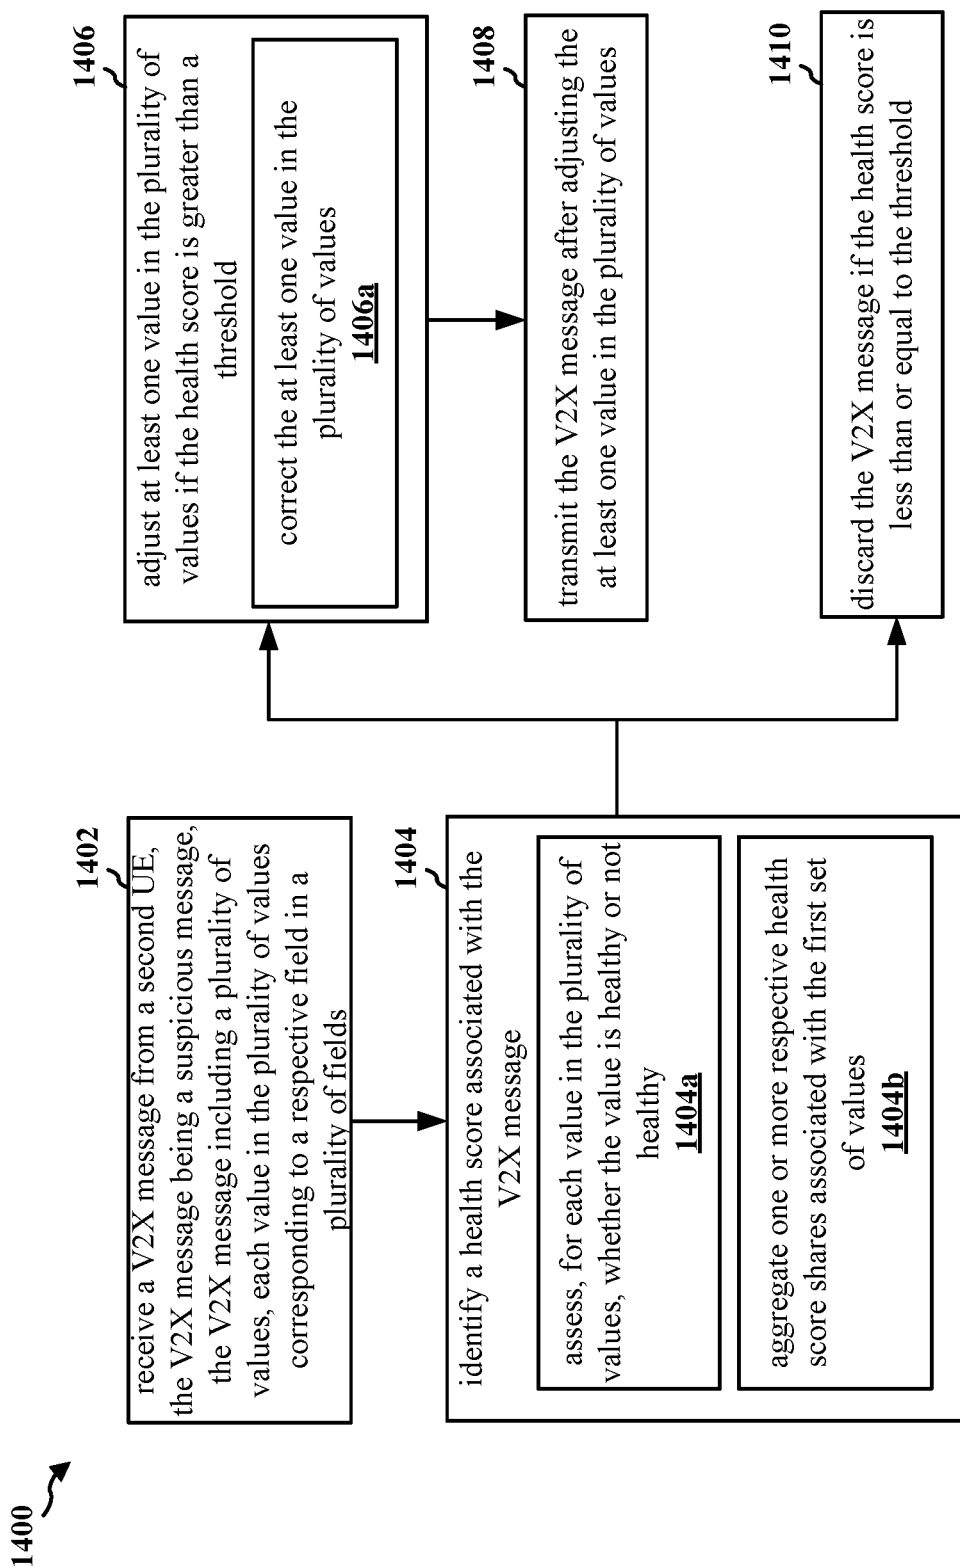 1400
1402
receive a V2X message from a second UE,
the V2X message being a suspicious message,
the V2X message including a plurality of
values, each value in the plurality of values
corresponding to a respective field in a
plurality of fields
1404
identify a health score associated with the
V2X message
assess, for each value in the plurality of
values, whether the value is healthy or not
healthy
1404a
aggregate one or more respective health
score shares associated with the first set
of values
1404b
1406
adjust at least one value in the plurality of
values if the health score is greater than a
threshold
correct the at least one value in the
plurality of values
1406a
1408
transmit the V2X message after adjusting the
at least one value in the plurality of values
1410
discard the V2X message if the health score is
less than or equal to the threshold